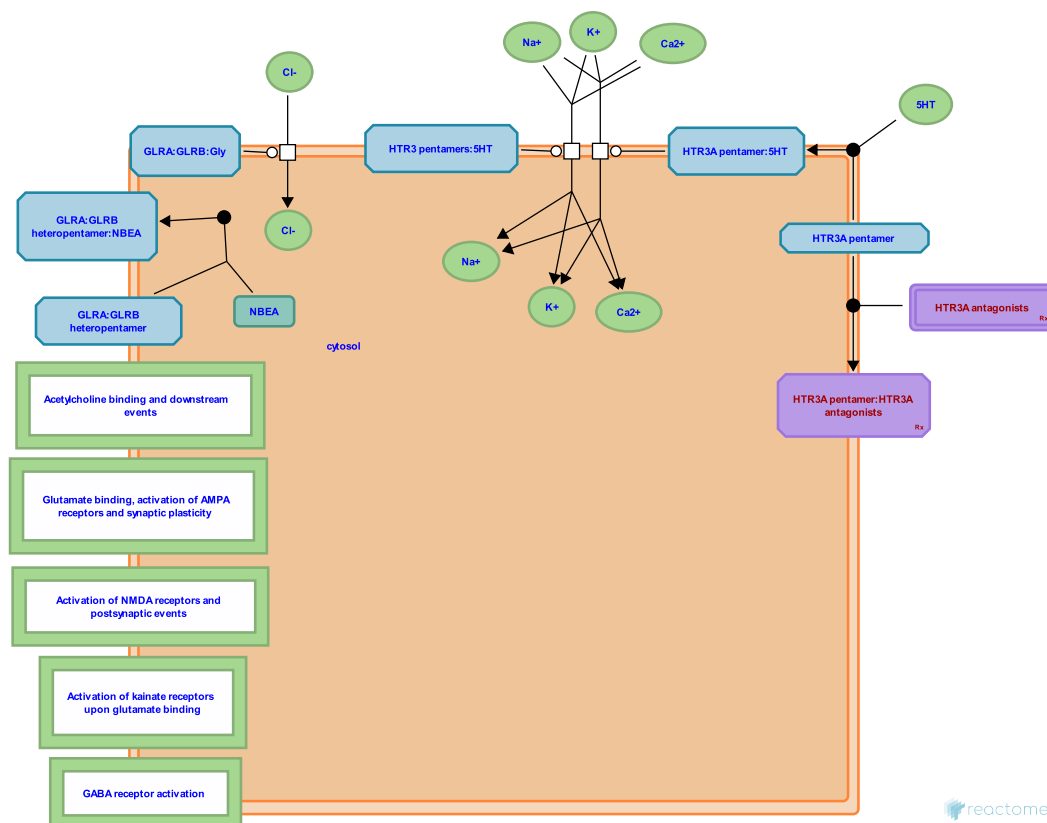 Na+
K+
Ca2+
Cl-
5HT
GLRA:GLRB:Gly
HTR3 pentamers:5HT
HTR3A pentamer:5HT
GLRA:GLRB
heteropentamer:NBEA
Cl-
HTR3A pentamer
Na+
GLRA:GLRB
heteropentamer
NBEA
K+
Ca2+
HTR3A antagonists
Rx
cytosol
HTR3A pentamer:HTR3A
antagonists
Rx
Acetylcholine binding and downstream
events
Glutamate binding, activation of AMPA
receptors and synaptic plasticity
Activation of NMDA receptors and
postsynaptic events
Activation of kainate receptors
upon glutamate binding
GABA receptor activation
reactome